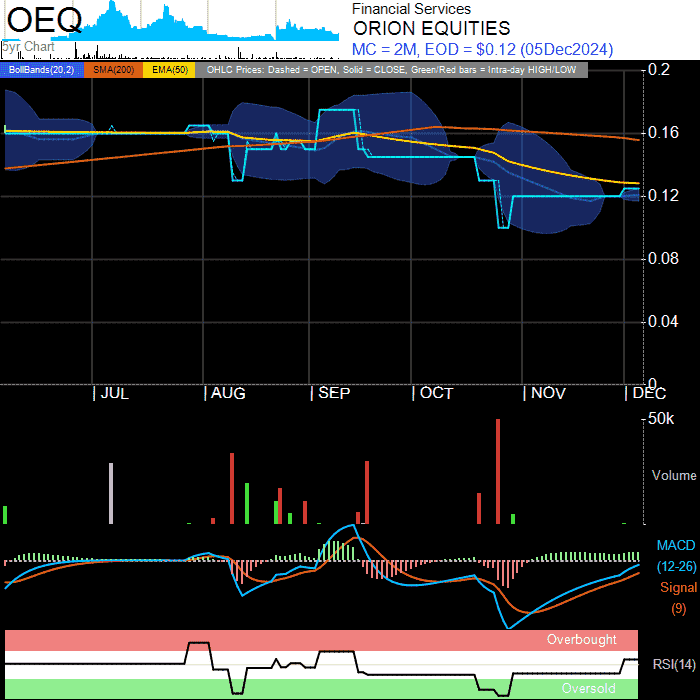 OEQ
5yr Chart
Financial Services
ORION EQUITIES
MC = 2M, EOD = $0.12 (05Dec2024)
BollBands(20,2) SMA(200) EMA(50) OHLC Prices: Dashed = OPEN, Solid = CLOSE, Green/Red bars = Intra-day HIGH/LOW
0.2
0.16
0.12
0.08
0.04
0
| JUL | AUG | SEP | OCT | NOV | DEC
50k
Volume
MACD
(12-26)
Signal
(9)
Overbought
RSI(14)
Oversold